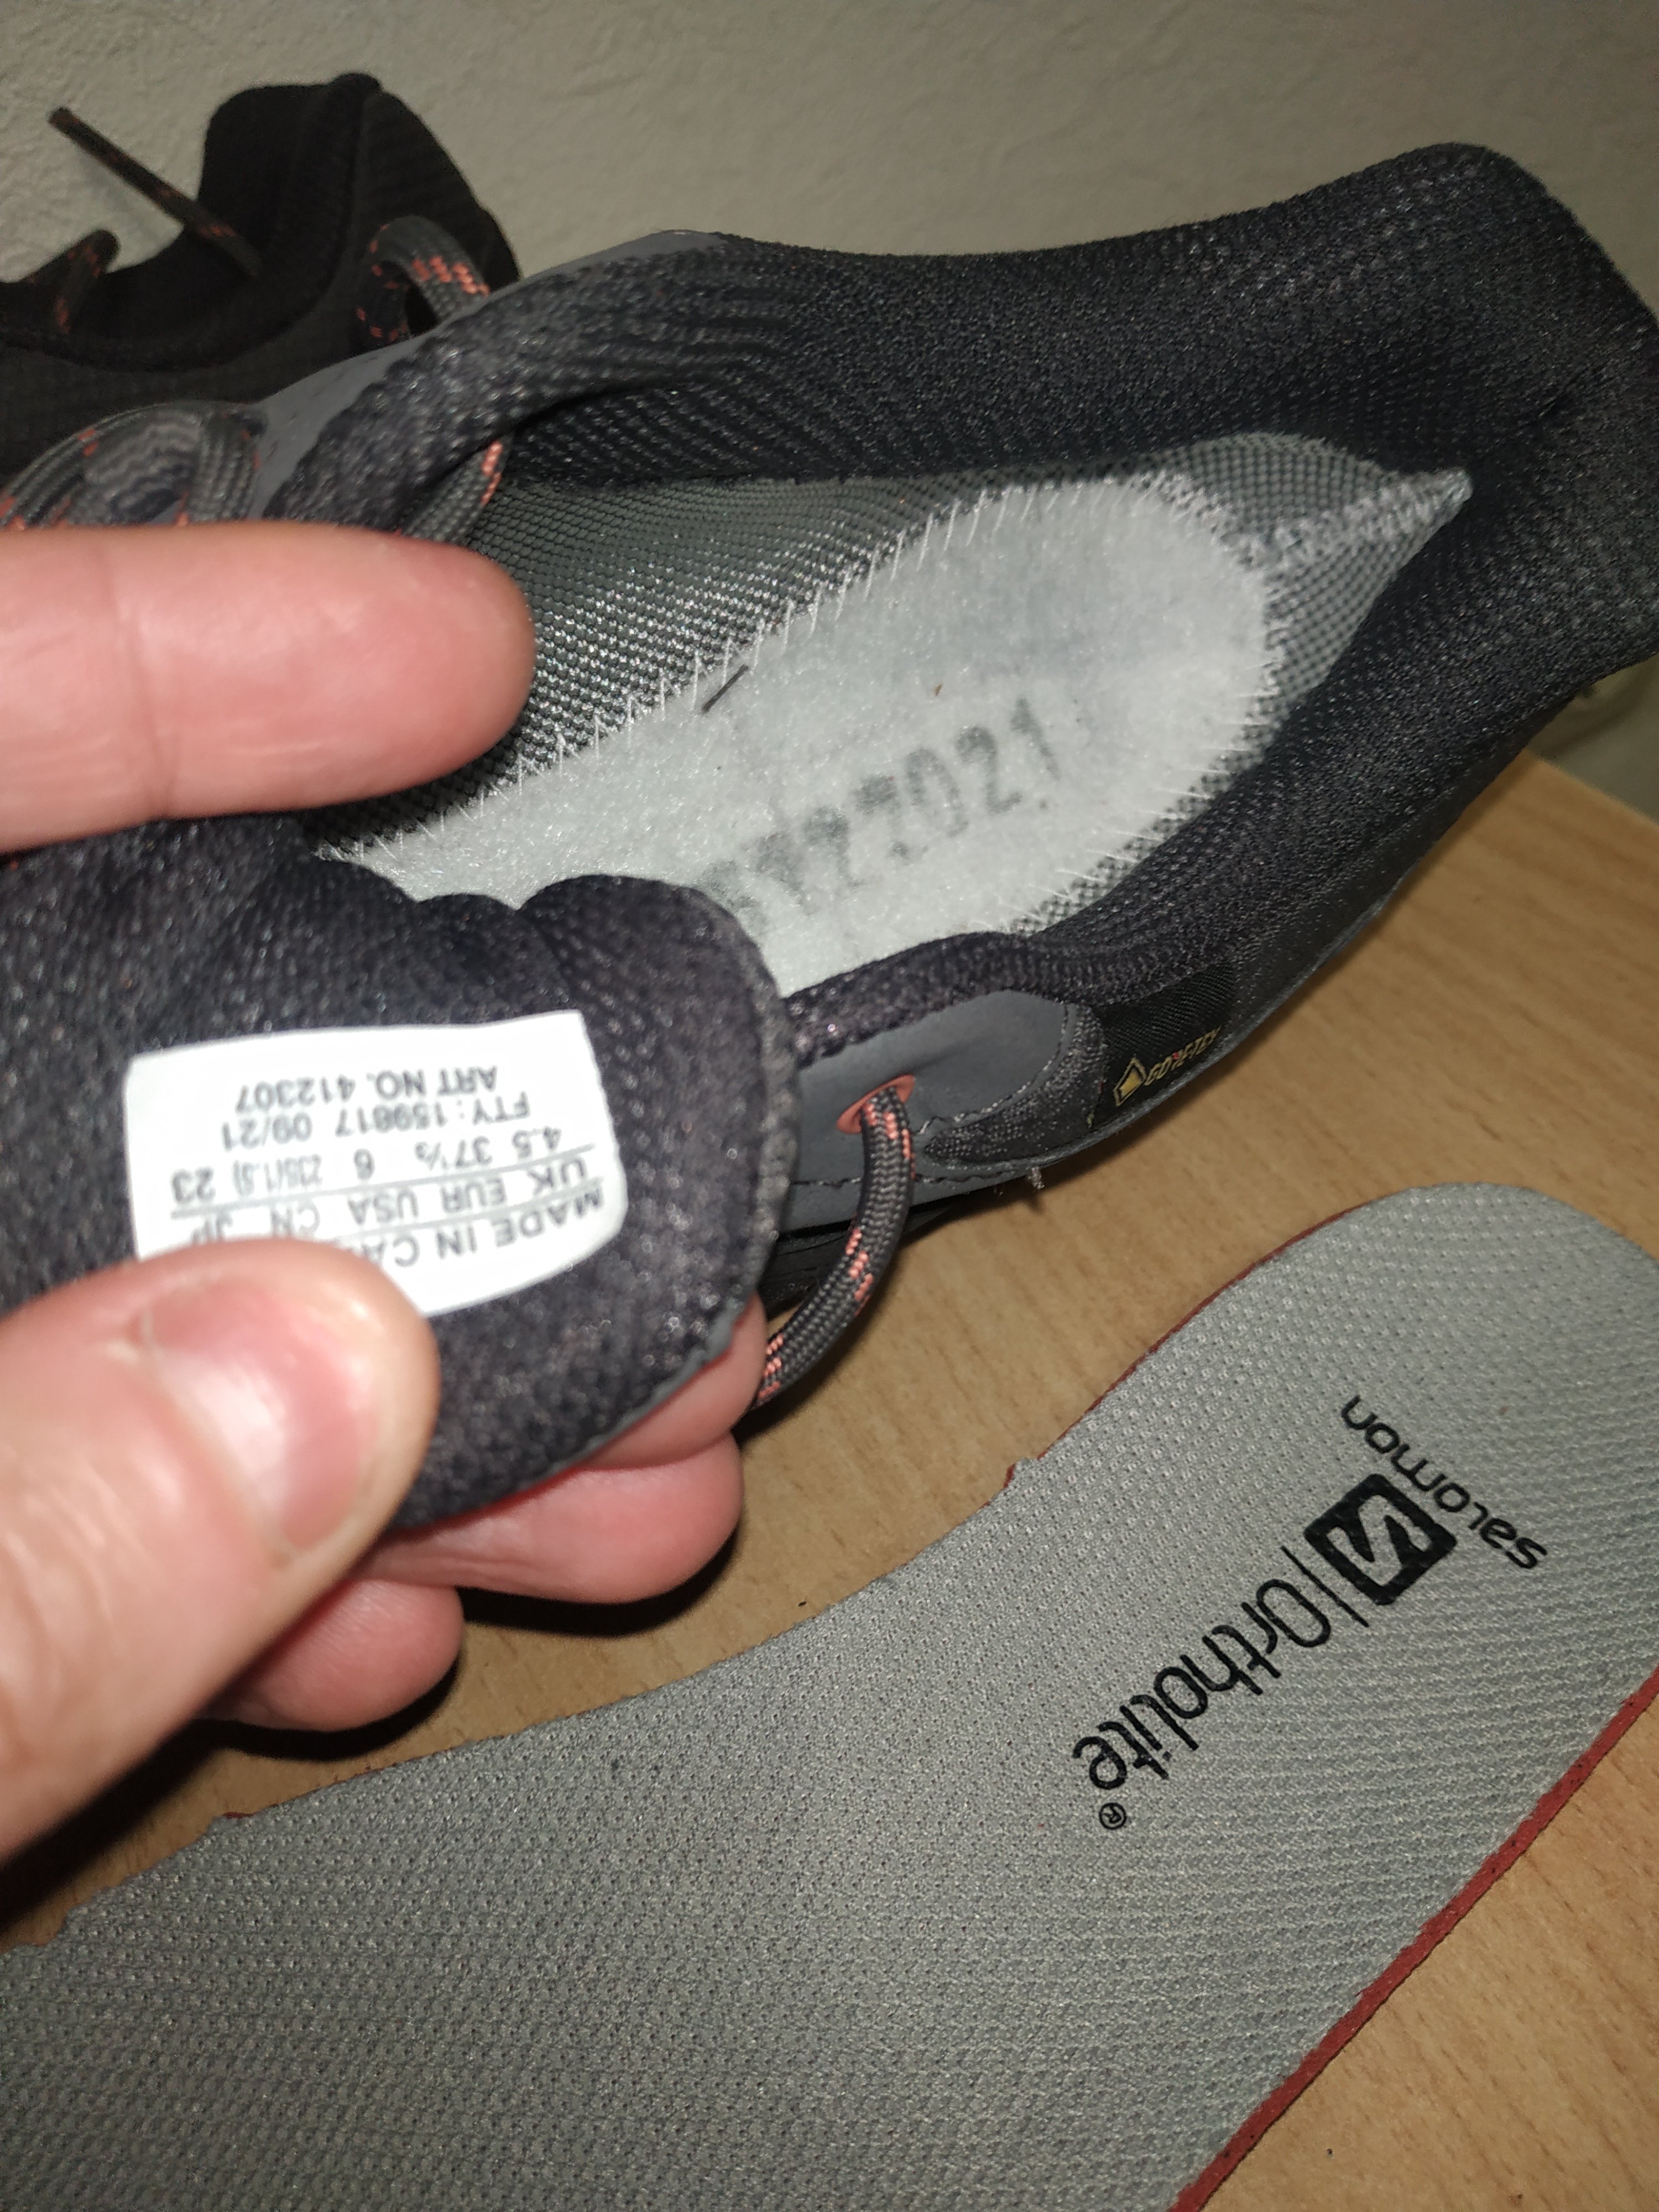 MADE IN CA
UK EUR USA CN JP
4.5 37⅓ 6 235(1.5) 23
FTY: 159817 09/21
ART NO. 412307
GORE-TEX
salomon
Ortholite®